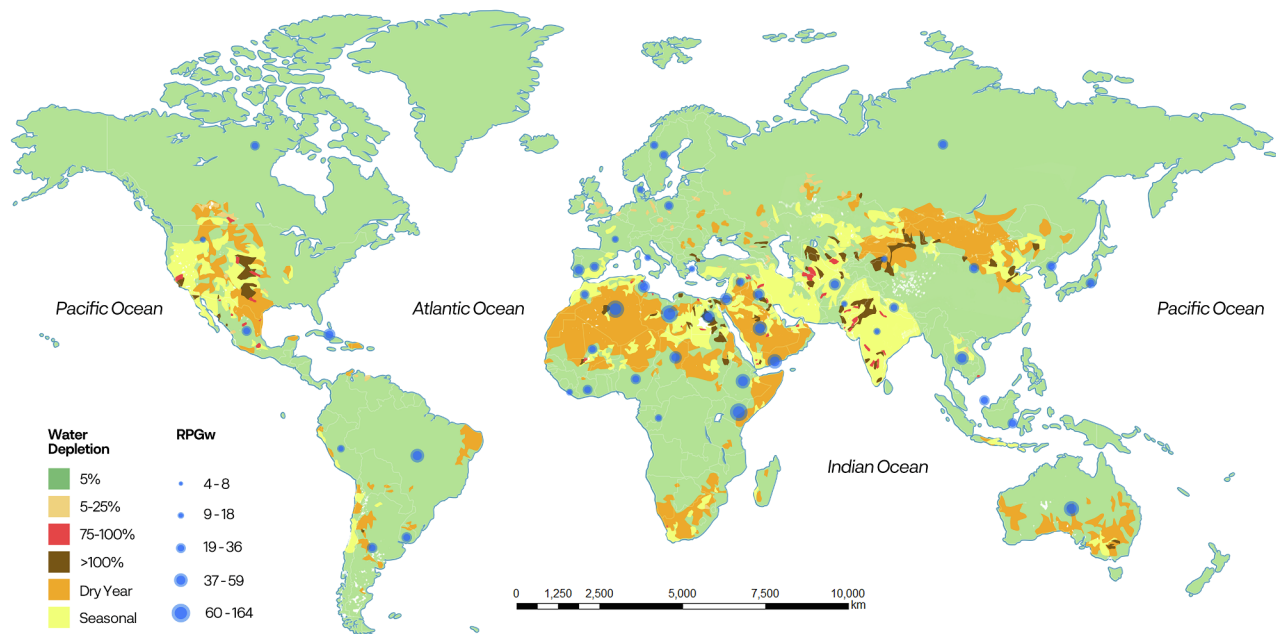 Pacific Ocean
Atlantic Ocean
Pacific Ocean
Indian Ocean
Water
Depletion
5%
5-25%
75-100%
>100%
Dry Year
Seasonal
RPGw
4 - 8
9 - 18
19 - 36
37 - 59
60 - 164
0 1,250 2,500 5,000 7,500 10,000
km